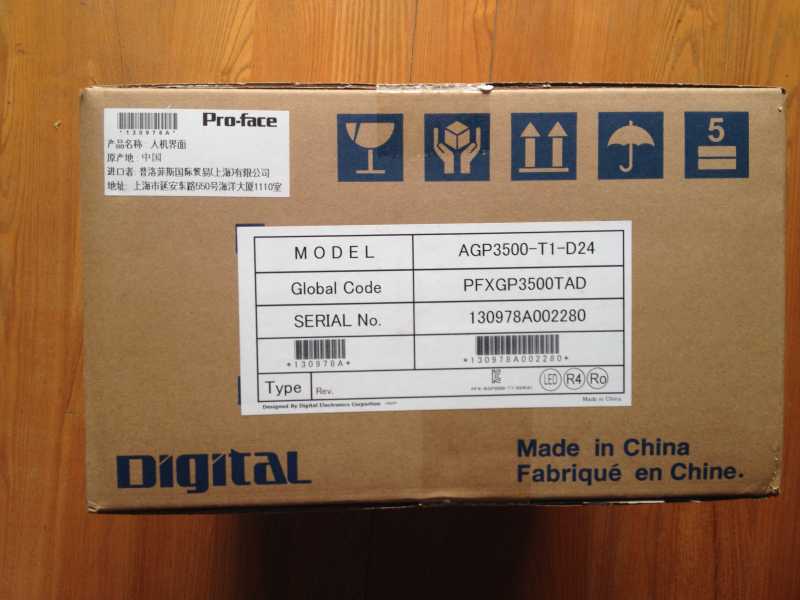 *130978A*
Pro-face
产品名称: 人机界面
原产地: 中国
进口者: 普洛菲斯国际贸易(上海)有限公司
地址: 上海市延安东路550号海洋大厦1110室
5
MODEL AGP3500-T1-D24
Global Code PFXGP3500TAD
SERIAL No. 130978A002280
*130978A* *130978A002280*
Type Rev. LED R4 Ro
Designed By Digital Electronics Corporation
Made in China
Digital
Made in China
Fabriqué en Chine.